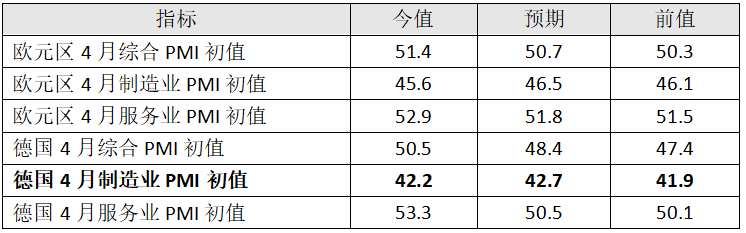 指标 今值 预期 前值
欧元区 4 月综合 PMI 初值 51.4 50.7 50.3
欧元区 4 月制造业 PMI 初值 45.6 46.5 46.1
欧元区 4 月服务业 PMI 初值 52.9 51.8 51.5
德国 4 月综合 PMI 初值 50.5 48.4 47.4
德国 4 月制造业 PMI 初值 42.2 42.7 41.9
德国 4 月服务业 PMI 初值 53.3 50.5 50.1